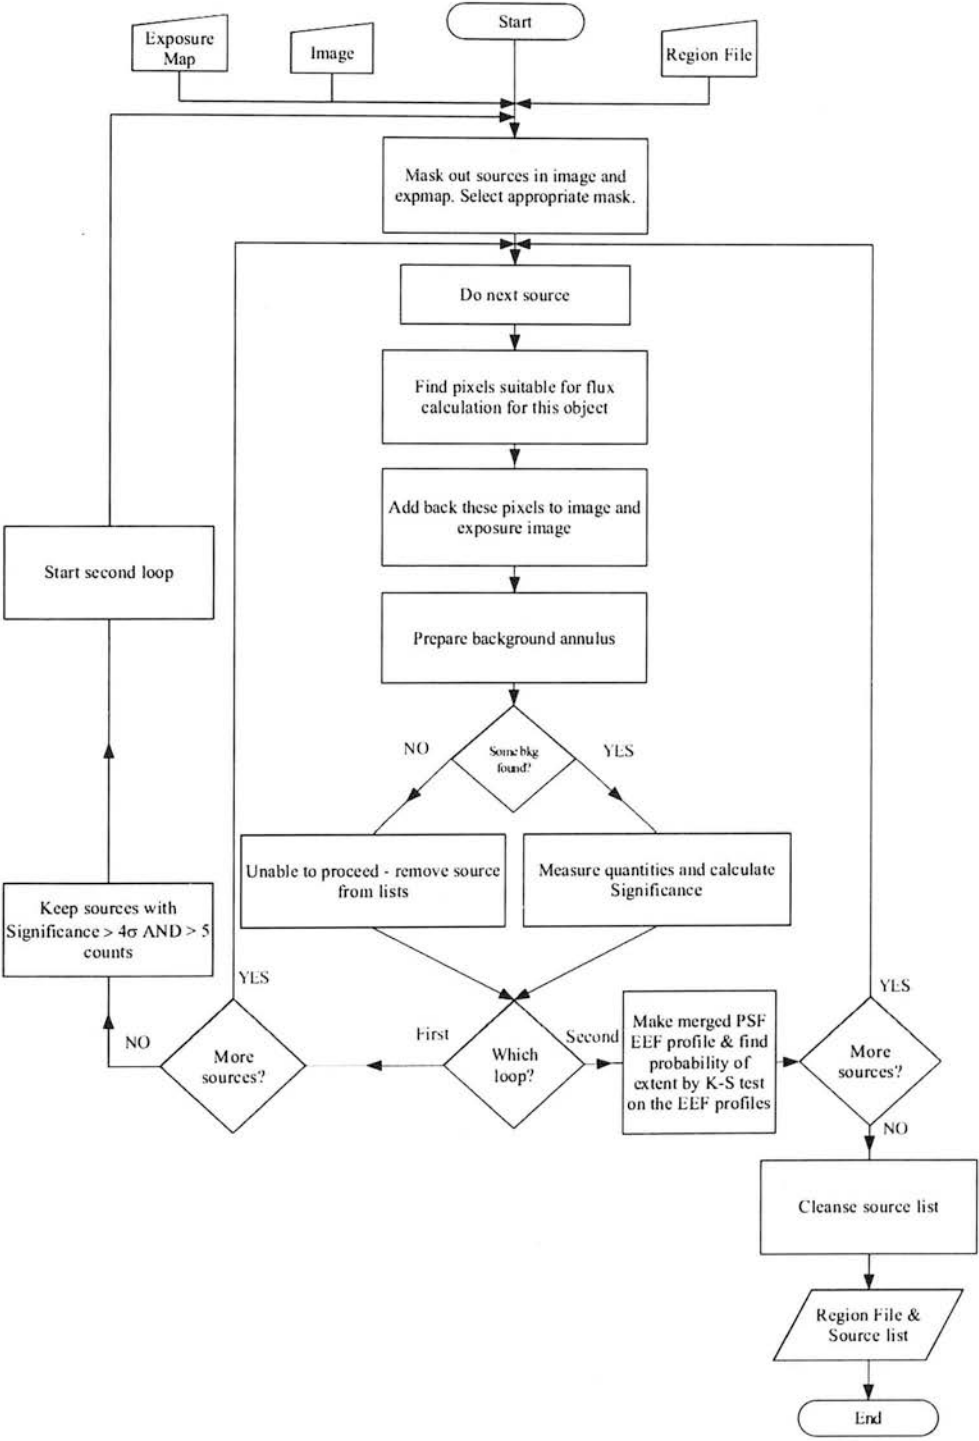 Start
Exposure
Map
Image
Region File
Mask out sources in image and
expmap. Select appropriate mask.
Do next source
Find pixels suitable for flux
calculation for this object
Add back these pixels to image and
exposure image
Start second loop
Prepare background annulus
NO
Some bkg
found?
YES
Unable to proceed - remove source
from lists
Measure quantities and calculate
Significance
Keep sources with
Significance > 4σ AND > 5
counts
YES
NO
More
sources?
First
Which
loop?
Second
Make merged PSF
EEF profile & find
probability of
extent by K-S test
on the EEF profiles
YES
More
sources?
NO
Cleanse source list
Region File &
Source list
End